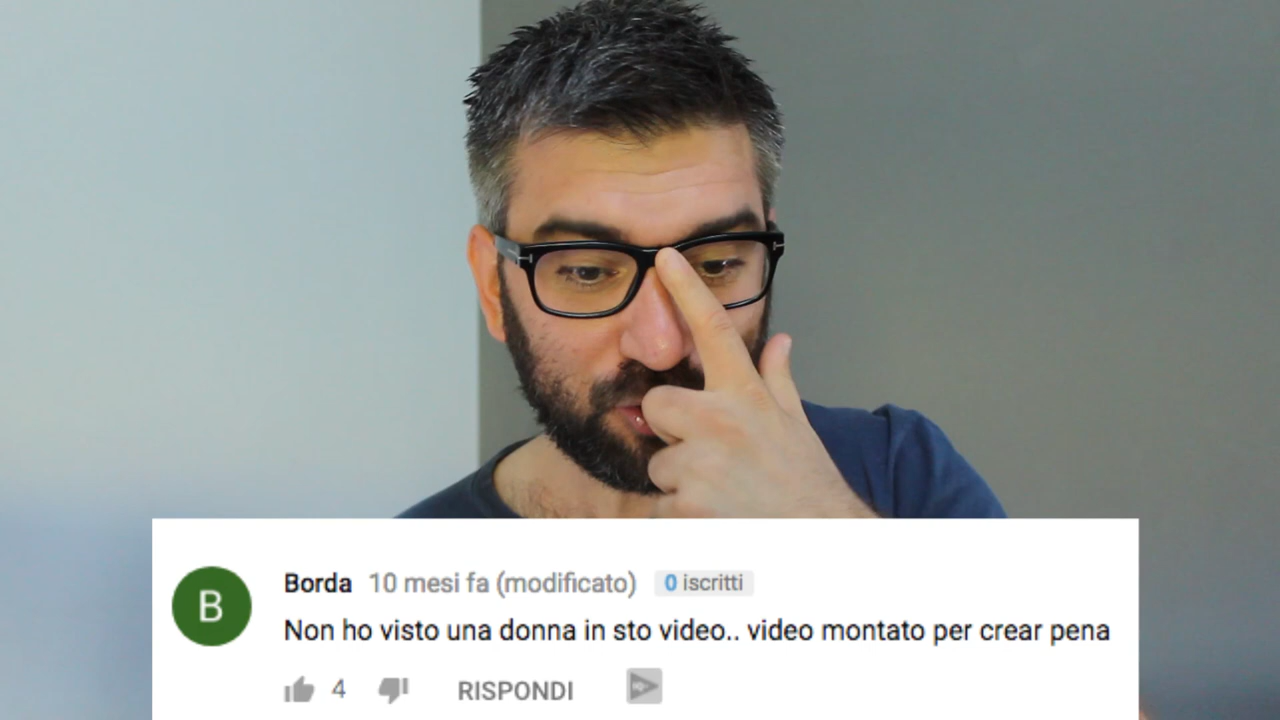 B
Borda 10 mesi fa (modificato) 0 iscritti
Non ho visto una donna in sto video.. video montato per crear pena
4 RISPONDI